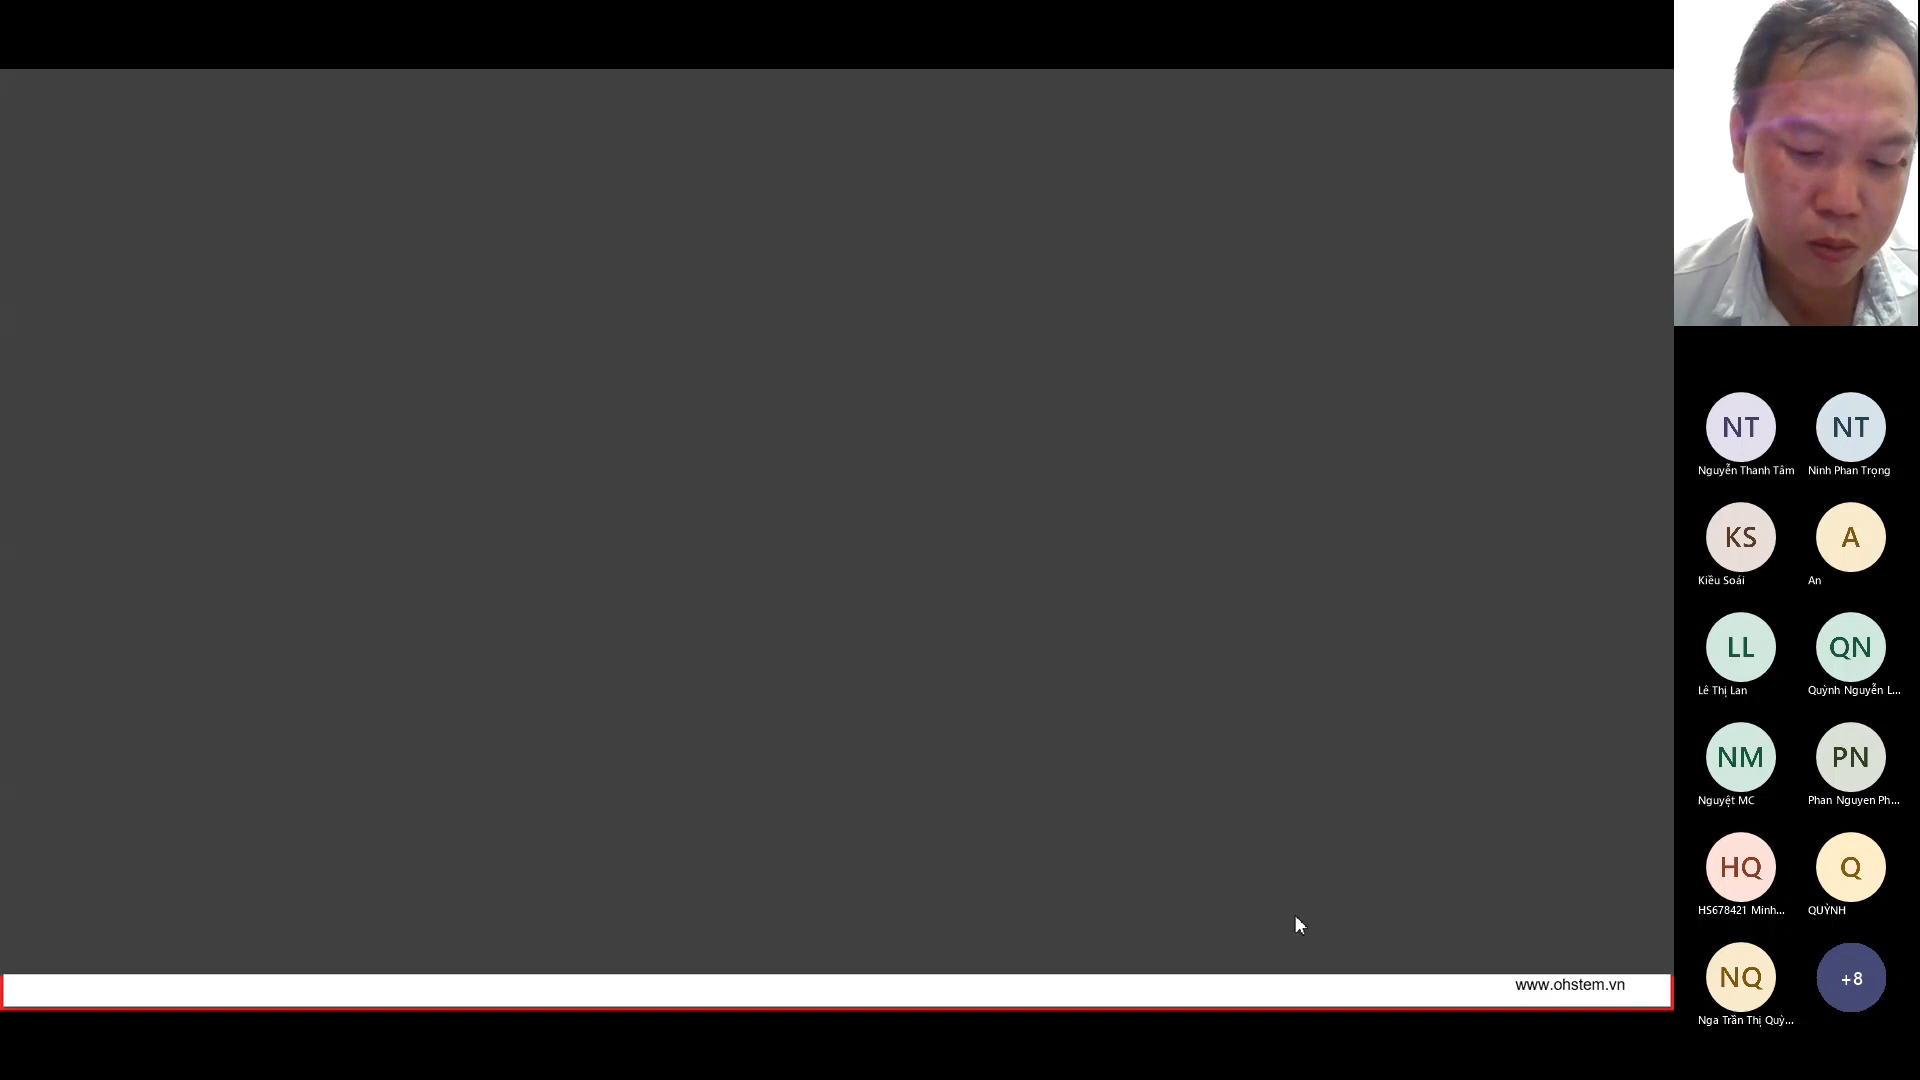 NT
NT
Nguyễn Thanh Tâm
Ninh Phan Trọng
KS
A
Kiều Soái
An
LL
QN
Lê Thị Lan
Quỳnh Nguyễn L...
NM
PN
Nguyệt MC
Phan Nguyen Ph...
HQ
Q
HS678421 Minh...
QUỲNH
NQ
+8
Nga Trần Thị Quỳ...
www.ohstem.vn